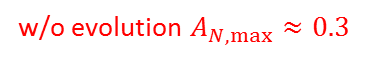 w/o evolution A_{N,max} ≈ 0.3